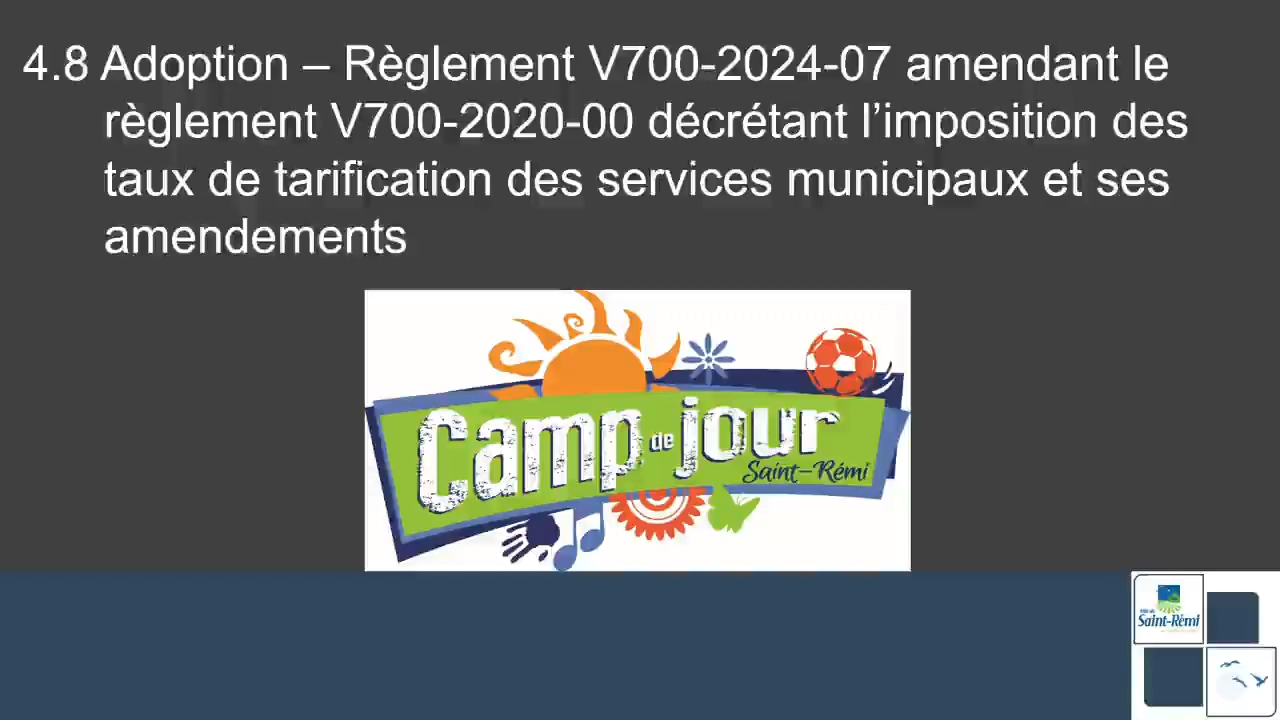 4.8 Adoption – Règlement V700-2024-07 amendant le
règlement V700-2020-00 décrétant l’imposition des
taux de tarification des services municipaux et ses
amendements
Camp de jour
Saint-Rémi
Saint-Rémi